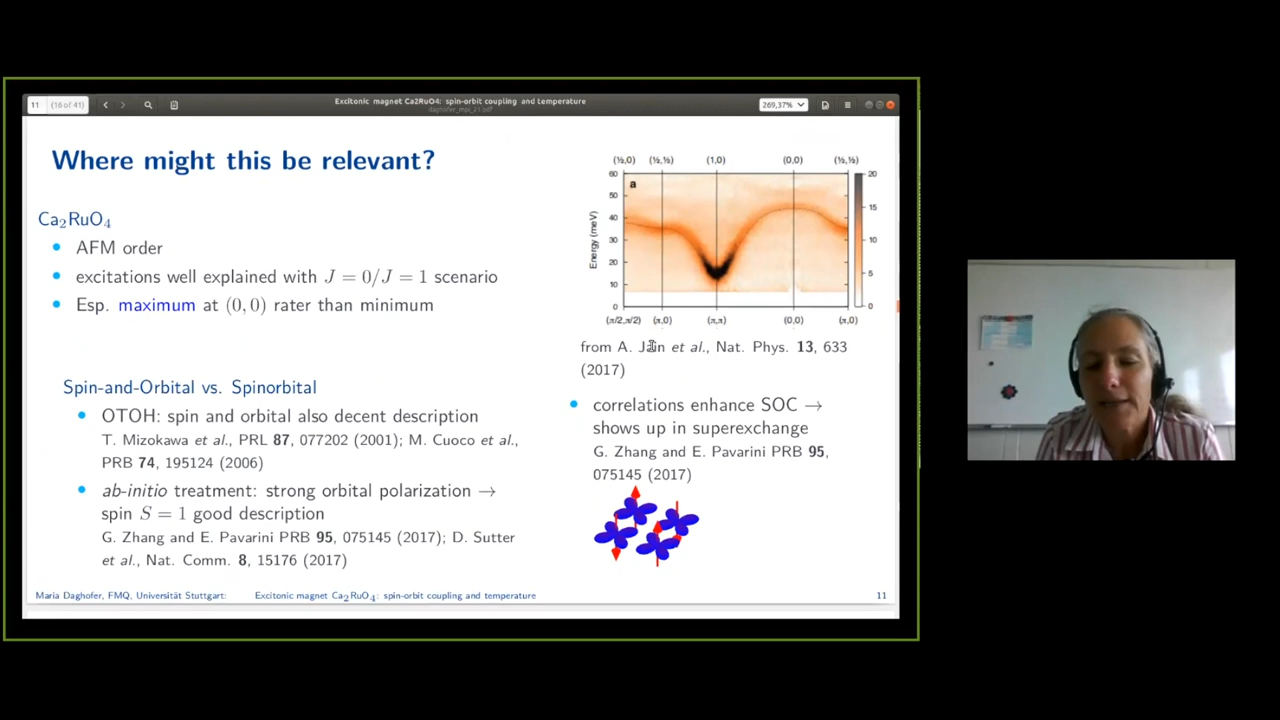 11 (16 of 41)
Excitonic magnet Ca2RuO4: spin-orbit coupling and temperature
daghofer_mpi_21.pdf
269,37%
Where might this be relevant?
Ca₂RuO₄
• AFM order
• excitations well explained with J = 0/J = 1 scenario
• Esp. maximum at (0, 0) rater than minimum
Spin-and-Orbital vs. Spinorbital
• OTOH: spin and orbital also decent description
T. Mizokawa et al., PRL 87, 077202 (2001); M. Cuoco et al.,
PRB 74, 195124 (2006)
• ab-initio treatment: strong orbital polarization →
spin S = 1 good description
G. Zhang and E. Pavarini PRB 95, 075145 (2017); D. Sutter
et al., Nat. Comm. 8, 15176 (2017)
(½,0) (½,½) (1,0) (0,0) (½,½)
a
Energy (meV)
60
50
40
30
20
10
0
20
15
10
5
0
(π/2,π/2) (π,0) (π,π) (0,0) (π,0)
from A. Jain et al., Nat. Phys. 13, 633
(2017)
• correlations enhance SOC →
shows up in superexchange
G. Zhang and E. Pavarini PRB 95,
075145 (2017)
Maria Daghofer, FMQ, Universität Stuttgart: Excitonic magnet Ca₂RuO₄: spin-orbit coupling and temperature 11